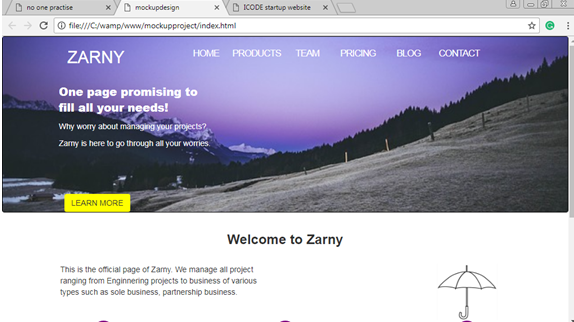 no one practise
mockupdesign
ICODE startup website
file:///C:/wamp/www/mockupproject/index.html
ZARNY
HOME PRODUCTS TEAM PRICING BLOG CONTACT
One page promising to
fill all your needs!
Why worry about managing your projects?
Zarny is here to go through all your worries
LEARN MORE
Welcome to Zarny
This is the official page of Zarny. We manage all project
ranging from Enginnering projects to business of various
types such as sole business, partnership business.